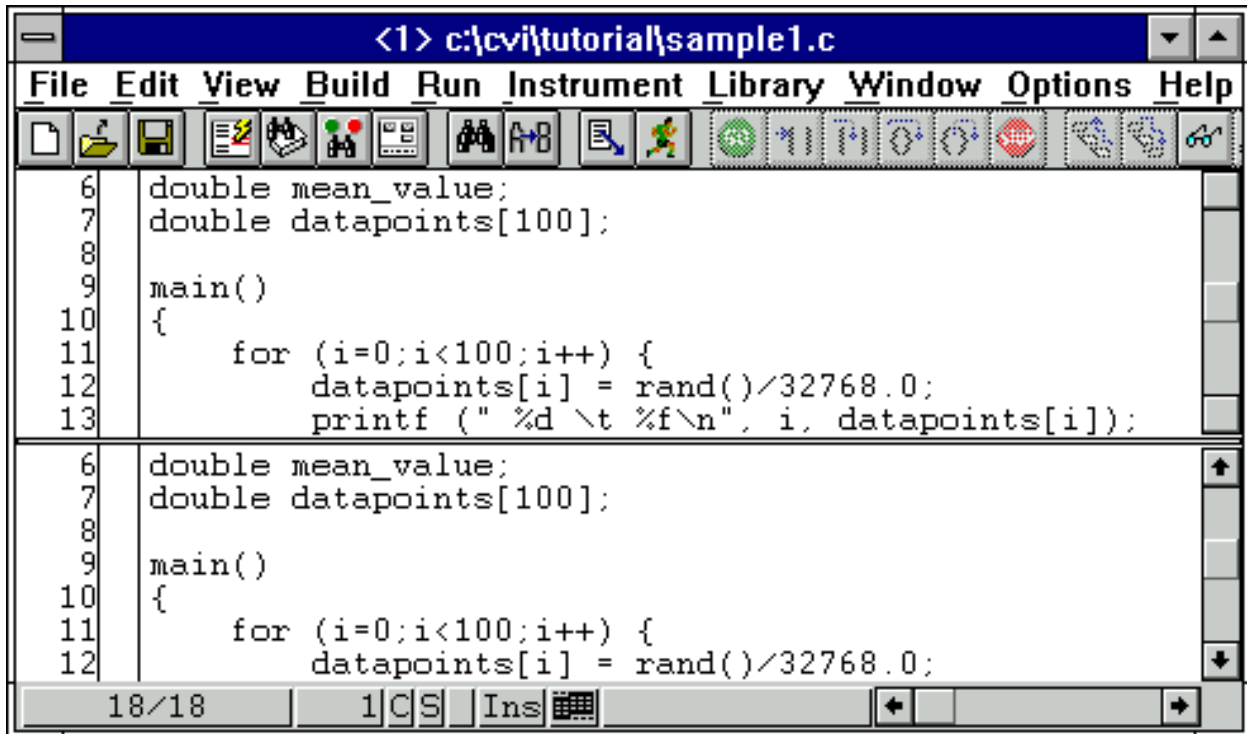 <1> c:\cvi\tutorial\sample1.c
File Edit View Build Run Instrument Library Window Options Help
6 double mean_value;
7 double datapoints[100];
8
9 main()
10 {
11 for (i=0;i<100;i++) {
12 datapoints[i] = rand()/32768.0;
13 printf (" %d \t %f\n", i, datapoints[i]);
6 double mean_value;
7 double datapoints[100];
8
9 main()
10 {
11 for (i=0;i<100;i++) {
12 datapoints[i] = rand()/32768.0;
18/18 1 C S Ins